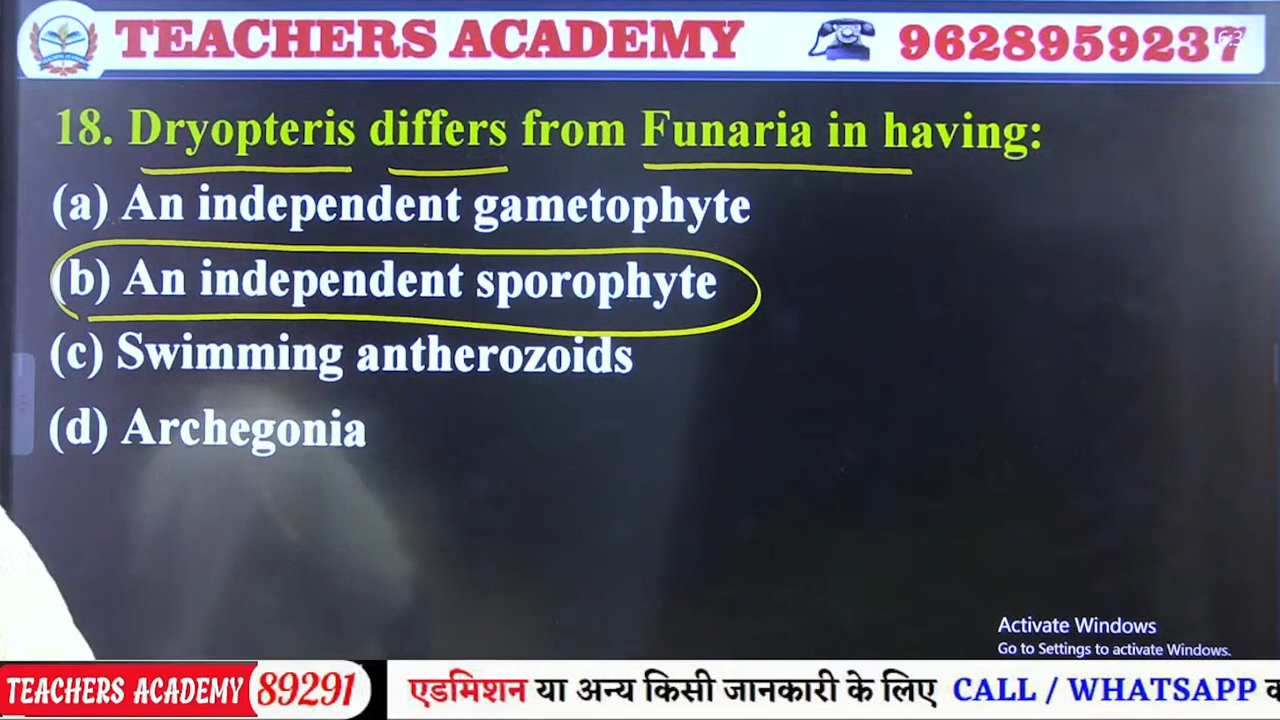 TEACHERS ACADEMY
9628959237
18. Dryopteris differs from Funaria in having:
(a) An independent gametophyte
(b) An independent sporophyte
(c) Swimming antherozoids
(d) Archegonia
Activate Windows
Go to Settings to activate Windows.
TEACHERS ACADEMY 89291 एडमिशन या अन्य किसी जानकारी के लिए CALL / WHATSAPP